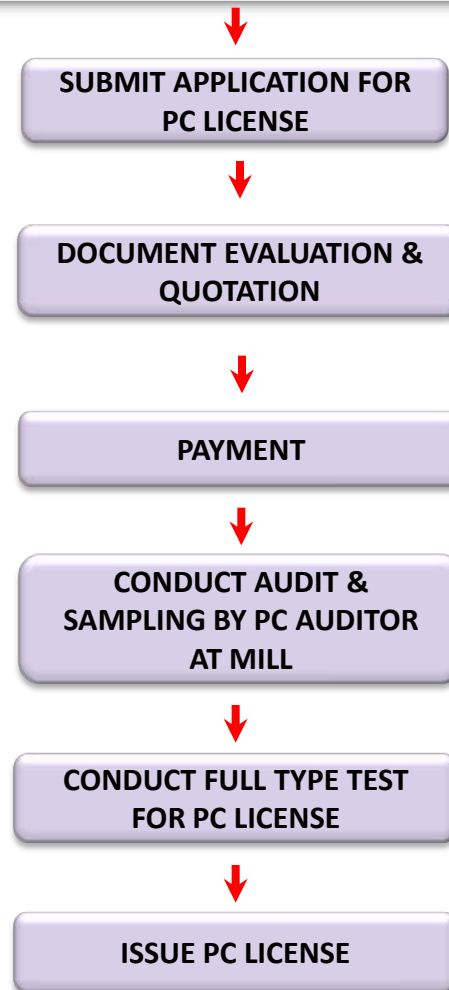 SUBMIT APPLICATION FOR
PC LICENSE
DOCUMENT EVALUATION &
QUOTATION
PAYMENT
CONDUCT AUDIT &
SAMPLING BY PC AUDITOR
AT MILL
CONDUCT FULL TYPE TEST
FOR PC LICENSE
ISSUE PC LICENSE